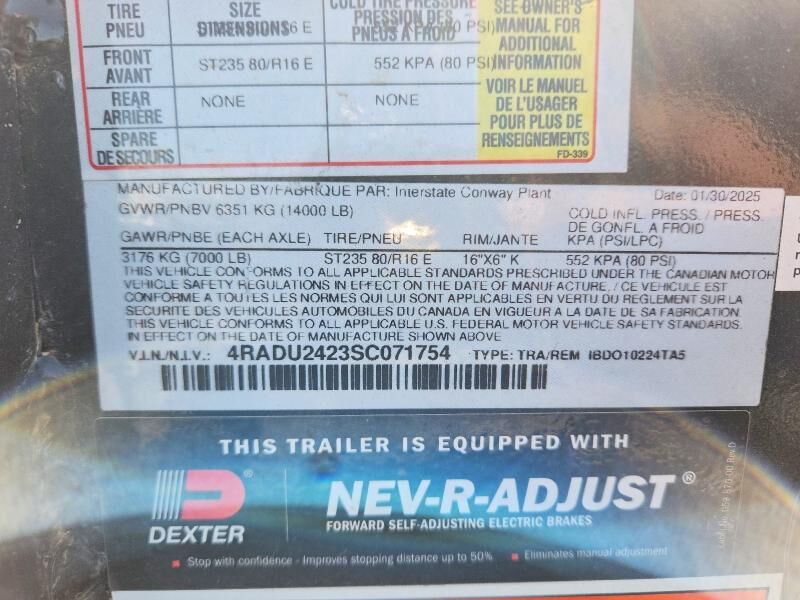 TIRE SIZE COLD TIRE PRESSURE SEE OWNER'S
PNEU DIMENSIONS PRESSION DES MANUAL FOR
PNEUS A FROID ADDITIONAL
FRONT ST235 80/R16 E 552 KPA (80 PSI) INFORMATION
AVANT
REAR NONE NONE VOIR LE MANUEL
ARRIÈRE DE L'USAGER
SPARE POUR PLUS DE
DE SECOURS RENSEIGNEMENTS
FD-339
MANUFACTURED BY/FABRIQUE PAR: Interstate Conway Plant Date: 01/30/2025
GVWR/PNBV 6351 KG (14000 LB) COLD INFL. PRESS. / PRESS.
DE GONFL. A FROID
GAWR/PNBE (EACH AXLE) TIRE/PNEU RIM/JANTE KPA (PSI/LPC)
3176 KG (7000 LB) ST235 80/R16 E 16"X6" K 552 KPA (80 PSI)
THIS VEHICLE CONFORMS TO ALL APPLICABLE STANDARDS PRESCRIBED UNDER THE CANADIAN MOTOR
VEHICLE SAFETY REGULATIONS IN EFFECT ON THE DATE OF MANUFACTURE. / CE VEHICULE EST
CONFORME A TOUTES LES NORMES QUI LUI SONT APPLICABLES EN VERTU DU REGLEMENT SUR LA
SECURITE DES VEHICULES AUTOMOBILES DU CANADA EN VIGUEUR A LA DATE DE SA FABRICATION.
THIS VEHICLE CONFORMS TO ALL APPLICABLE U.S. FEDERAL MOTOR VEHICLE SAFETY STANDARDS.
IN EFFECT ON THE DATE OF MANUFACTURE SHOWN ABOVE
V.I.N./N.I.V.: 4RADU2423SC071754 TYPE: TRA/REM IBDO10224TA5
THIS TRAILER IS EQUIPPED WITH
DEXTER
NEV-R-ADJUST®
FORWARD SELF-ADJUSTING ELECTRIC BRAKES
Stop with confidence - Improves stopping distance up to 50% Eliminates manual adjustment